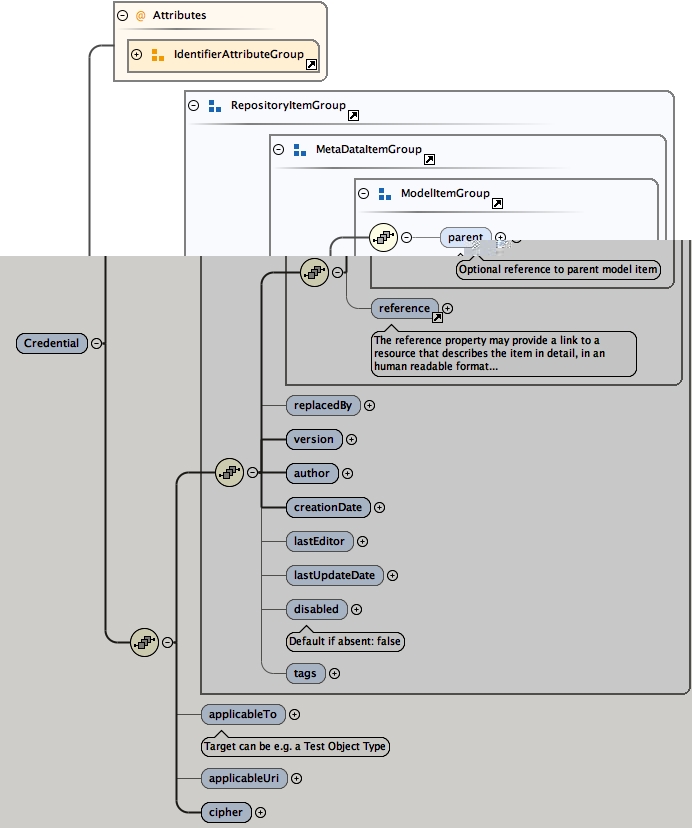 @ Attributes
IdentifierAttributeGroup
RepositoryItemGroup
MetaDataItemGroup
ModelItemGroup
parent
Optional reference to parent model item
reference
The reference property may provide a link to a
resource that describes the item in detail, in an
human readable format...
Credential
replacedBy
version
author
creationDate
lastEditor
lastUpdateDate
disabled
Default if absent: false
tags
applicableTo
Target can be e.g. a Test Object Type
applicableUri
cipher